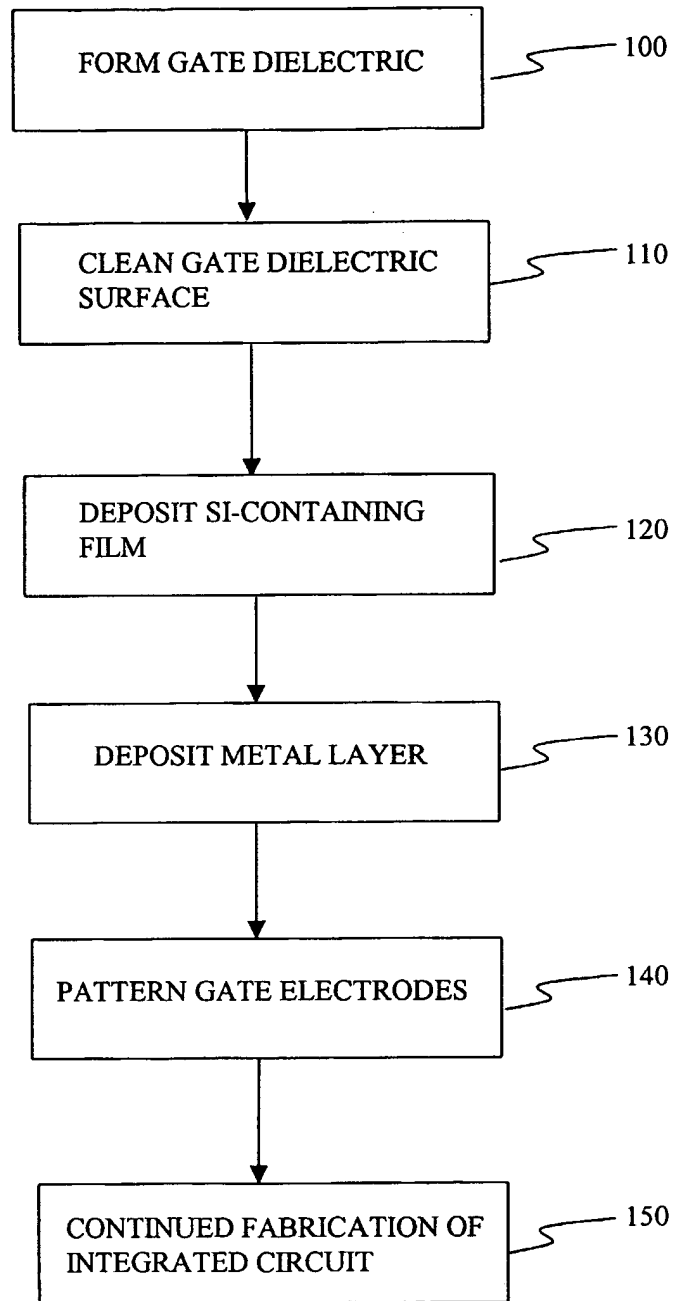 FORM GATE DIELECTRIC
100
CLEAN GATE DIELECTRIC
SURFACE
110
DEPOSIT SI-CONTAINING
FILM
120
DEPOSIT METAL LAYER
130
PATTERN GATE ELECTRODES
140
CONTINUED FABRICATION OF
INTEGRATED CIRCUIT
150